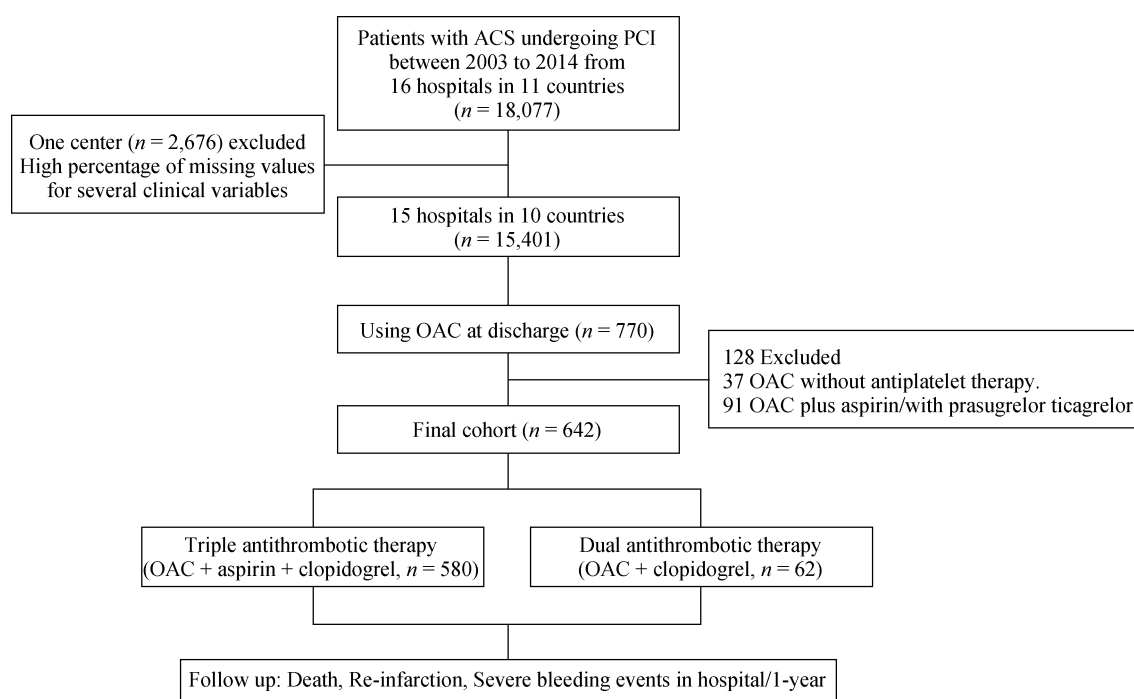 Patients with ACS undergoing PCI
between 2003 to 2014 from
16 hospitals in 11 countries
(n = 18,077)
One center (n = 2,676) excluded
High percentage of missing values
for several clinical variables
15 hospitals in 10 countries
(n = 15,401)
Using OAC at discharge (n = 770)
128 Excluded
37 OAC without antiplatelet therapy.
91 OAC plus aspirin/with prasugrelor ticagrelor
Final cohort (n = 642)
Triple antithrombotic therapy
(OAC + aspirin + clopidogrel, n = 580)
Dual antithrombotic therapy
(OAC + clopidogrel, n = 62)
Follow up: Death, Re-infarction, Severe bleeding events in hospital/1-year